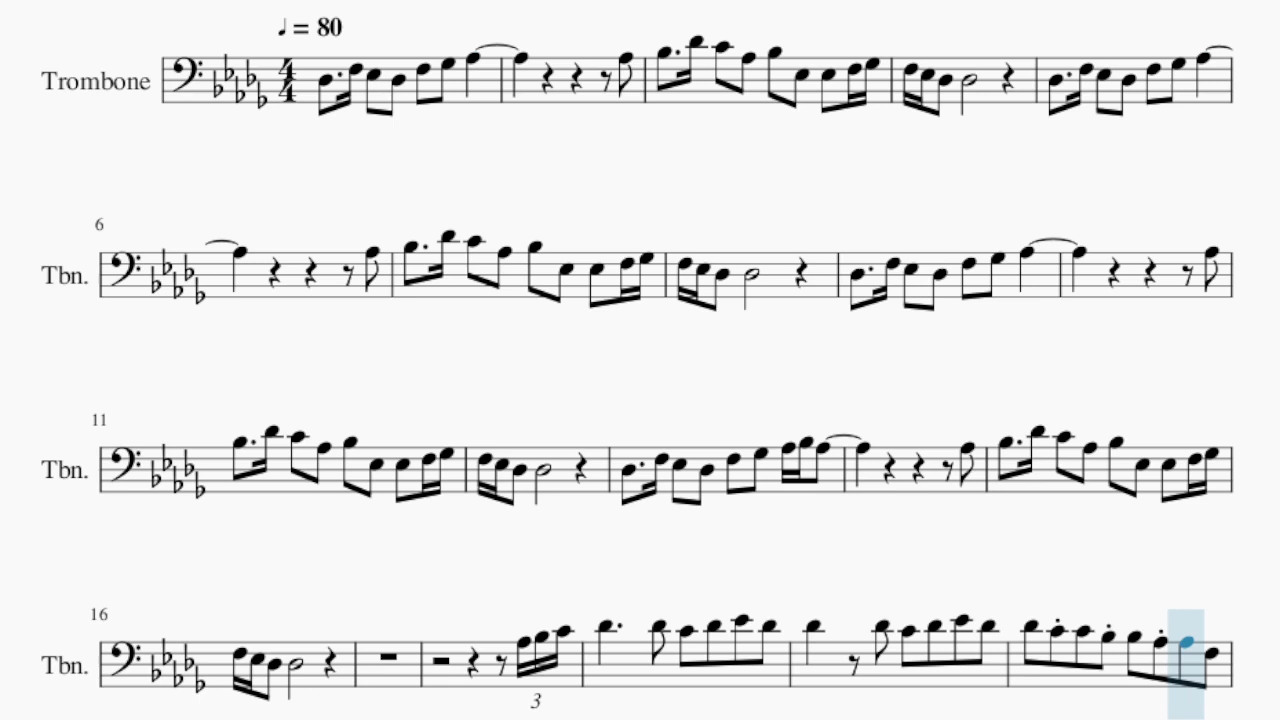 ♩ = 80
Trombone
4
4
6
Tbn.
11
Tbn.
16
Tbn.
3